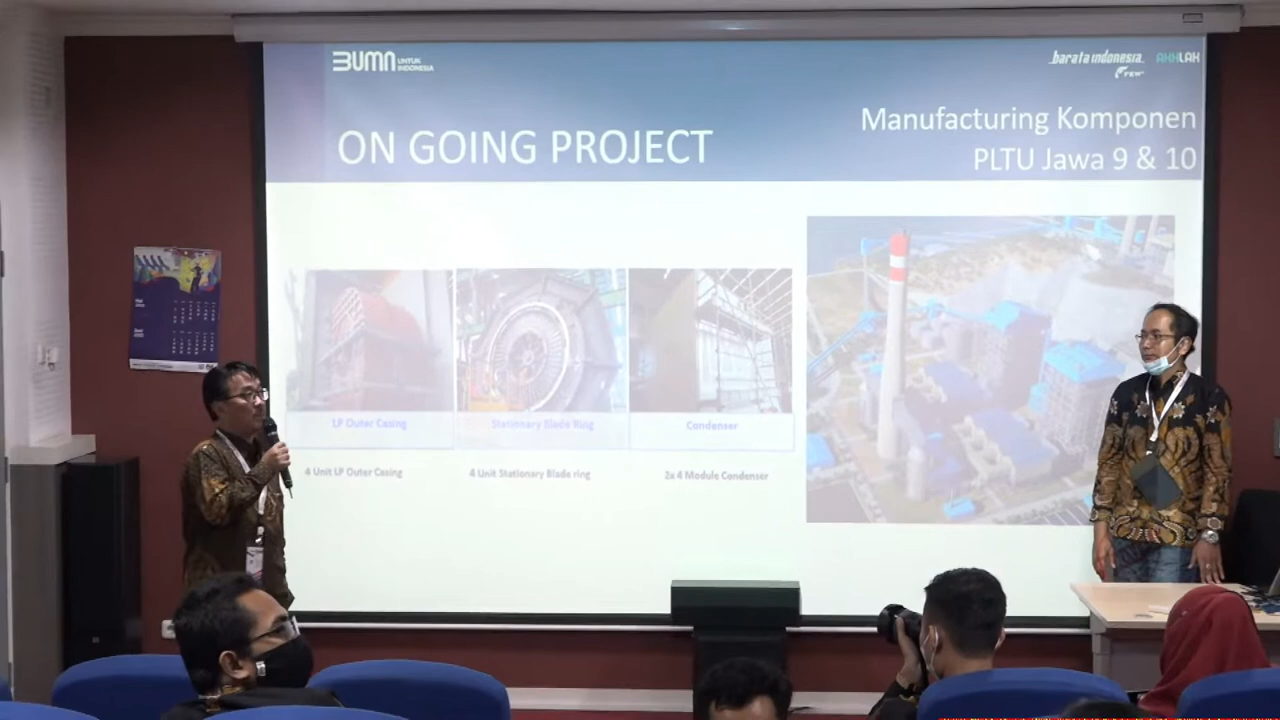 BUMN UNTUK
INDONESIA
barata indonesia
AKHLAK
ON GOING PROJECT
Manufacturing Komponen
PLTU Jawa 9 & 10
LP Outer Casing
Stationary Blade Ring
Condenser
4 Unit LP Outer Casing
4 Unit Stationary Blade ring
2x 4 Module Condenser